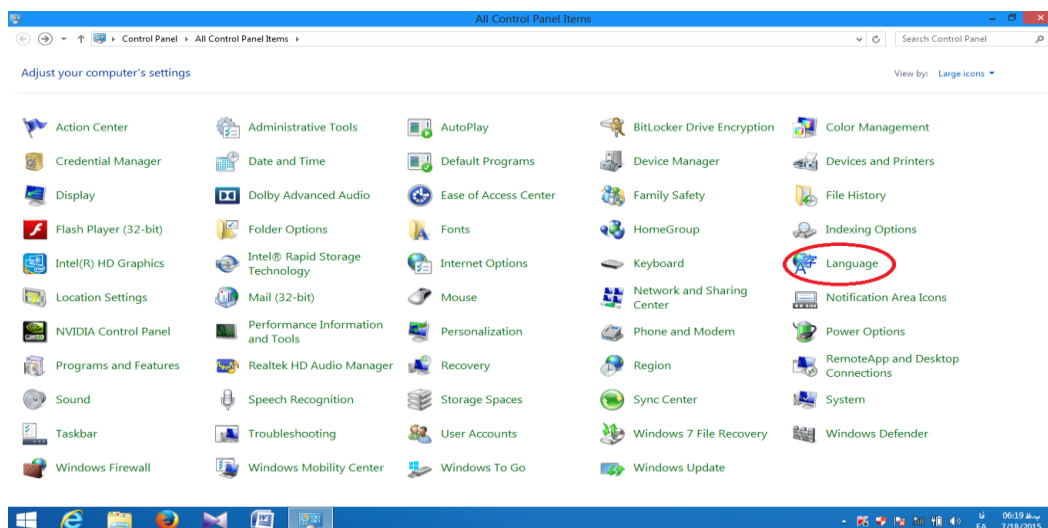 All Control Panel Items
Control Panel All Control Panel Items Search Control Panel
Adjust your computer's settings View by: Large icons
Action Center Administrative Tools AutoPlay BitLocker Drive Encryption Color Management
Credential Manager Date and Time Default Programs Device Manager Devices and Printers
Display Dolby Advanced Audio Ease of Access Center Family Safety File History
Flash Player (32-bit) Folder Options Fonts HomeGroup Indexing Options
Intel(R) HD Graphics Intel® Rapid Storage Internet Options Keyboard Language
Technology
Location Settings Mail (32-bit) Mouse Network and Sharing Notification Area Icons
Center
NVIDIA Control Panel Performance Information Personalization Phone and Modem Power Options
and Tools
Programs and Features Realtek HD Audio Manager Recovery Region RemoteApp and Desktop
Connections
Sound Speech Recognition Storage Spaces Sync Center System
Taskbar Troubleshooting User Accounts Windows 7 File Recovery Windows Defender
Windows Firewall Windows Mobility Center Windows To Go Windows Update
فا 06:19 ب.ظ
FA 7/18/2015